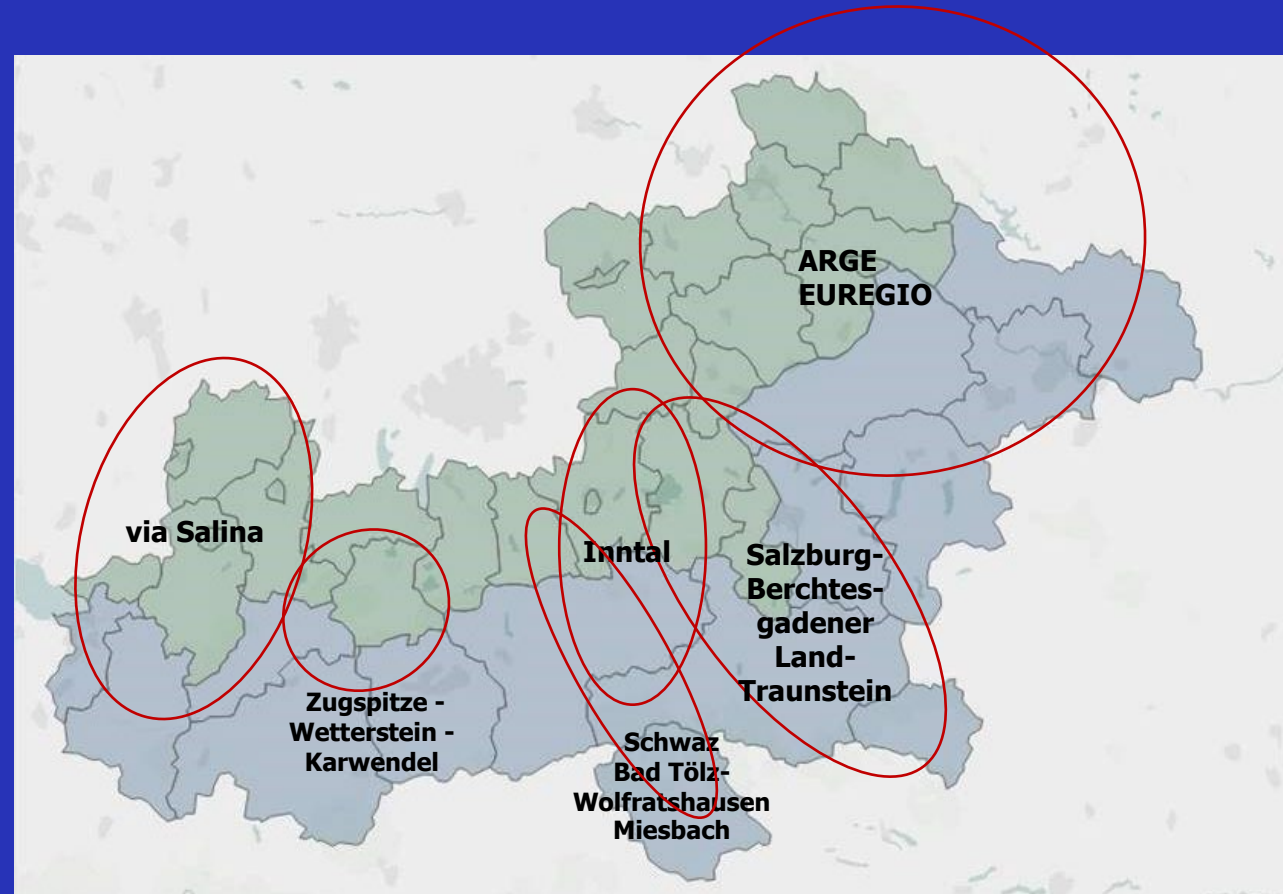 ARGE
EUREGIO
via Salina
Inntal
Salzburg-
Berchtes-
gadener
Land-
Traunstein
Zugspitze -
Wetterstein -
Karwendel
Schwaz
Bad Tölz-
Wolfratshausen
Miesbach